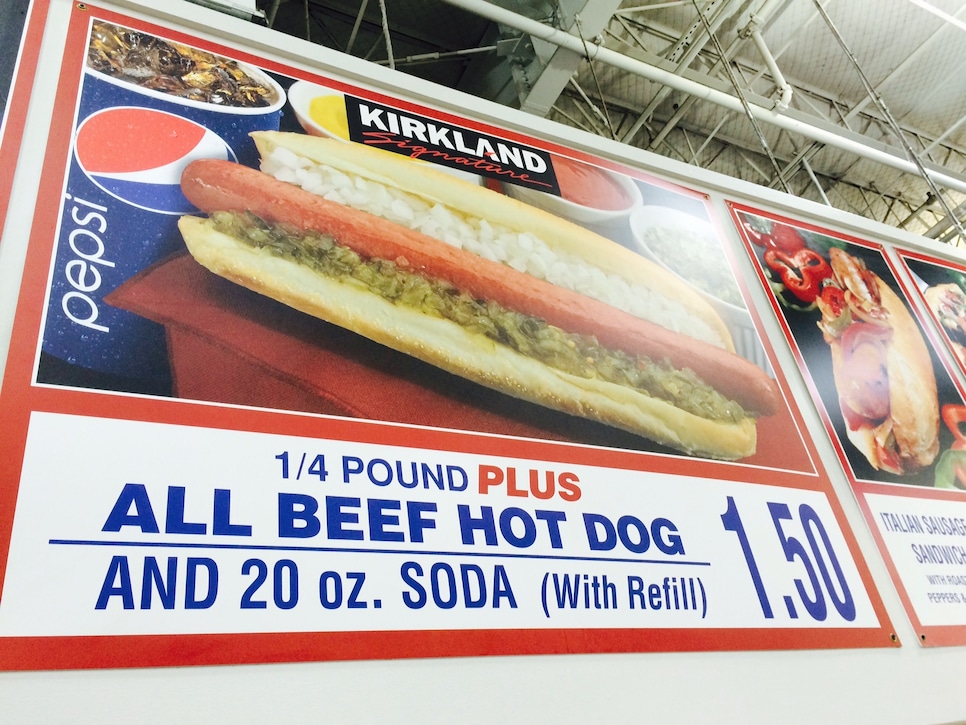 KIRKLAND
Signature
pepsi
1/4 POUND PLUS
ALL BEEF HOT DOG
AND 20 oz. SODA (With Refill)
1.50
ITALIAN SAUSAGE
SANDWICH
WITH ROAST
PEPPERS &